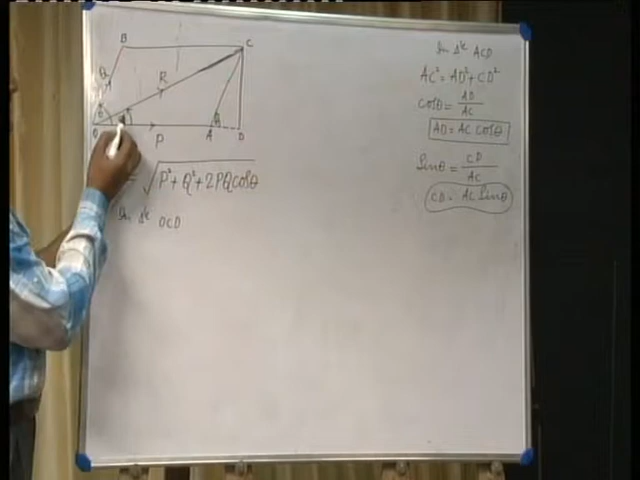 B
C
Q
R
θ
θ
O
P
A
D
√P²+Q²+2PQcosθ
In Δle OCD
In Δle ACD
AC² = AD² + CD²
cosθ = AD/AC
AD = AC cosθ
Sinθ = CD/AC
CD = AC Sinθ